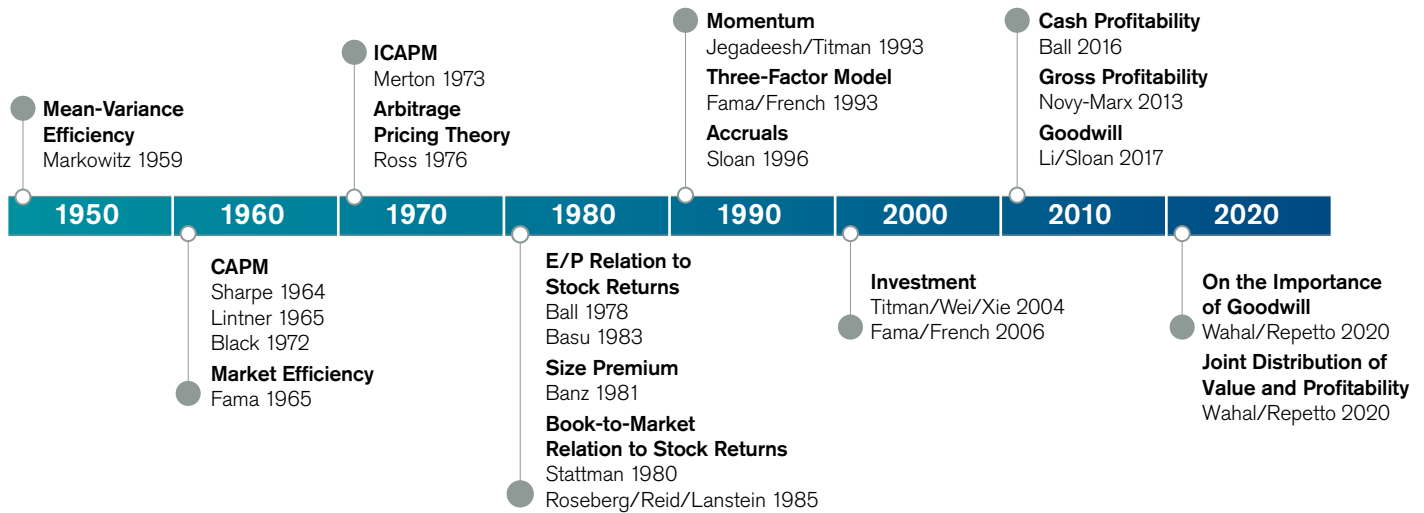 Mean-Variance
Efficiency
Markowitz 1959
ICAPM
Merton 1973
Arbitrage
Pricing Theory
Ross 1976
Momentum
Jegadeesh/Titman 1993
Three-Factor Model
Fama/French 1993
Accruals
Sloan 1996
Cash Profitability
Ball 2016
Gross Profitability
Novy-Marx 2013
Goodwill
Li/Sloan 2017
1950
1960
1970
1980
1990
2000
2010
2020
CAPM
Sharpe 1964
Lintner 1965
Black 1972
Market Efficiency
Fama 1965
E/P Relation to
Stock Returns
Ball 1978
Basu 1983
Size Premium
Banz 1981
Book-to-Market
Relation to Stock Returns
Stattman 1980
Roseberg/Reid/Lanstein 1985
Investment
Titman/Wei/Xie 2004
Fama/French 2006
On the Importance
of Goodwill
Wahal/Repetto 2020
Joint Distribution of
Value and Profitability
Wahal/Repetto 2020